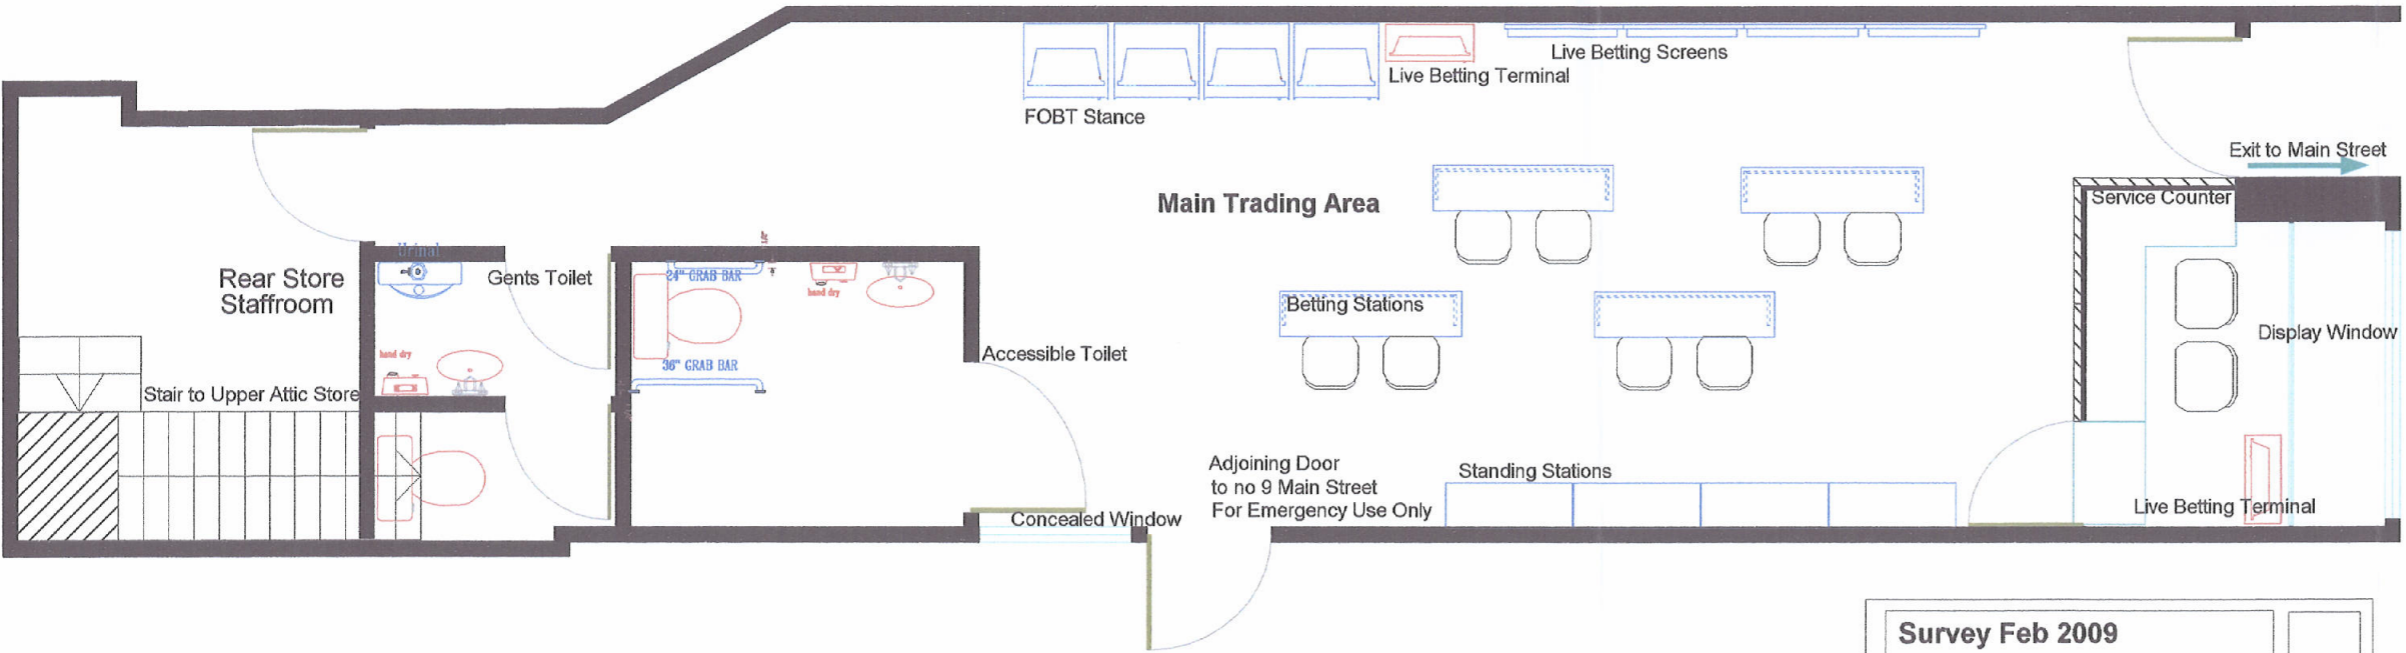 Live Betting Screens
Live Betting Terminal
FOBT Stance
Exit to Main Street
Main Trading Area
Service Counter
Urinal
Rear Store
Staffroom
Gents Toilet
24" GRAB BAR
hand dry
Betting Stations
Display Window
hand dry
36" GRAB BAR
Accessible Toilet
Stair to Upper Attic Store
Adjoining Door
to no 9 Main Street
For Emergency Use Only
Standing Stations
Concealed Window
Live Betting Terminal
Survey Feb 2009